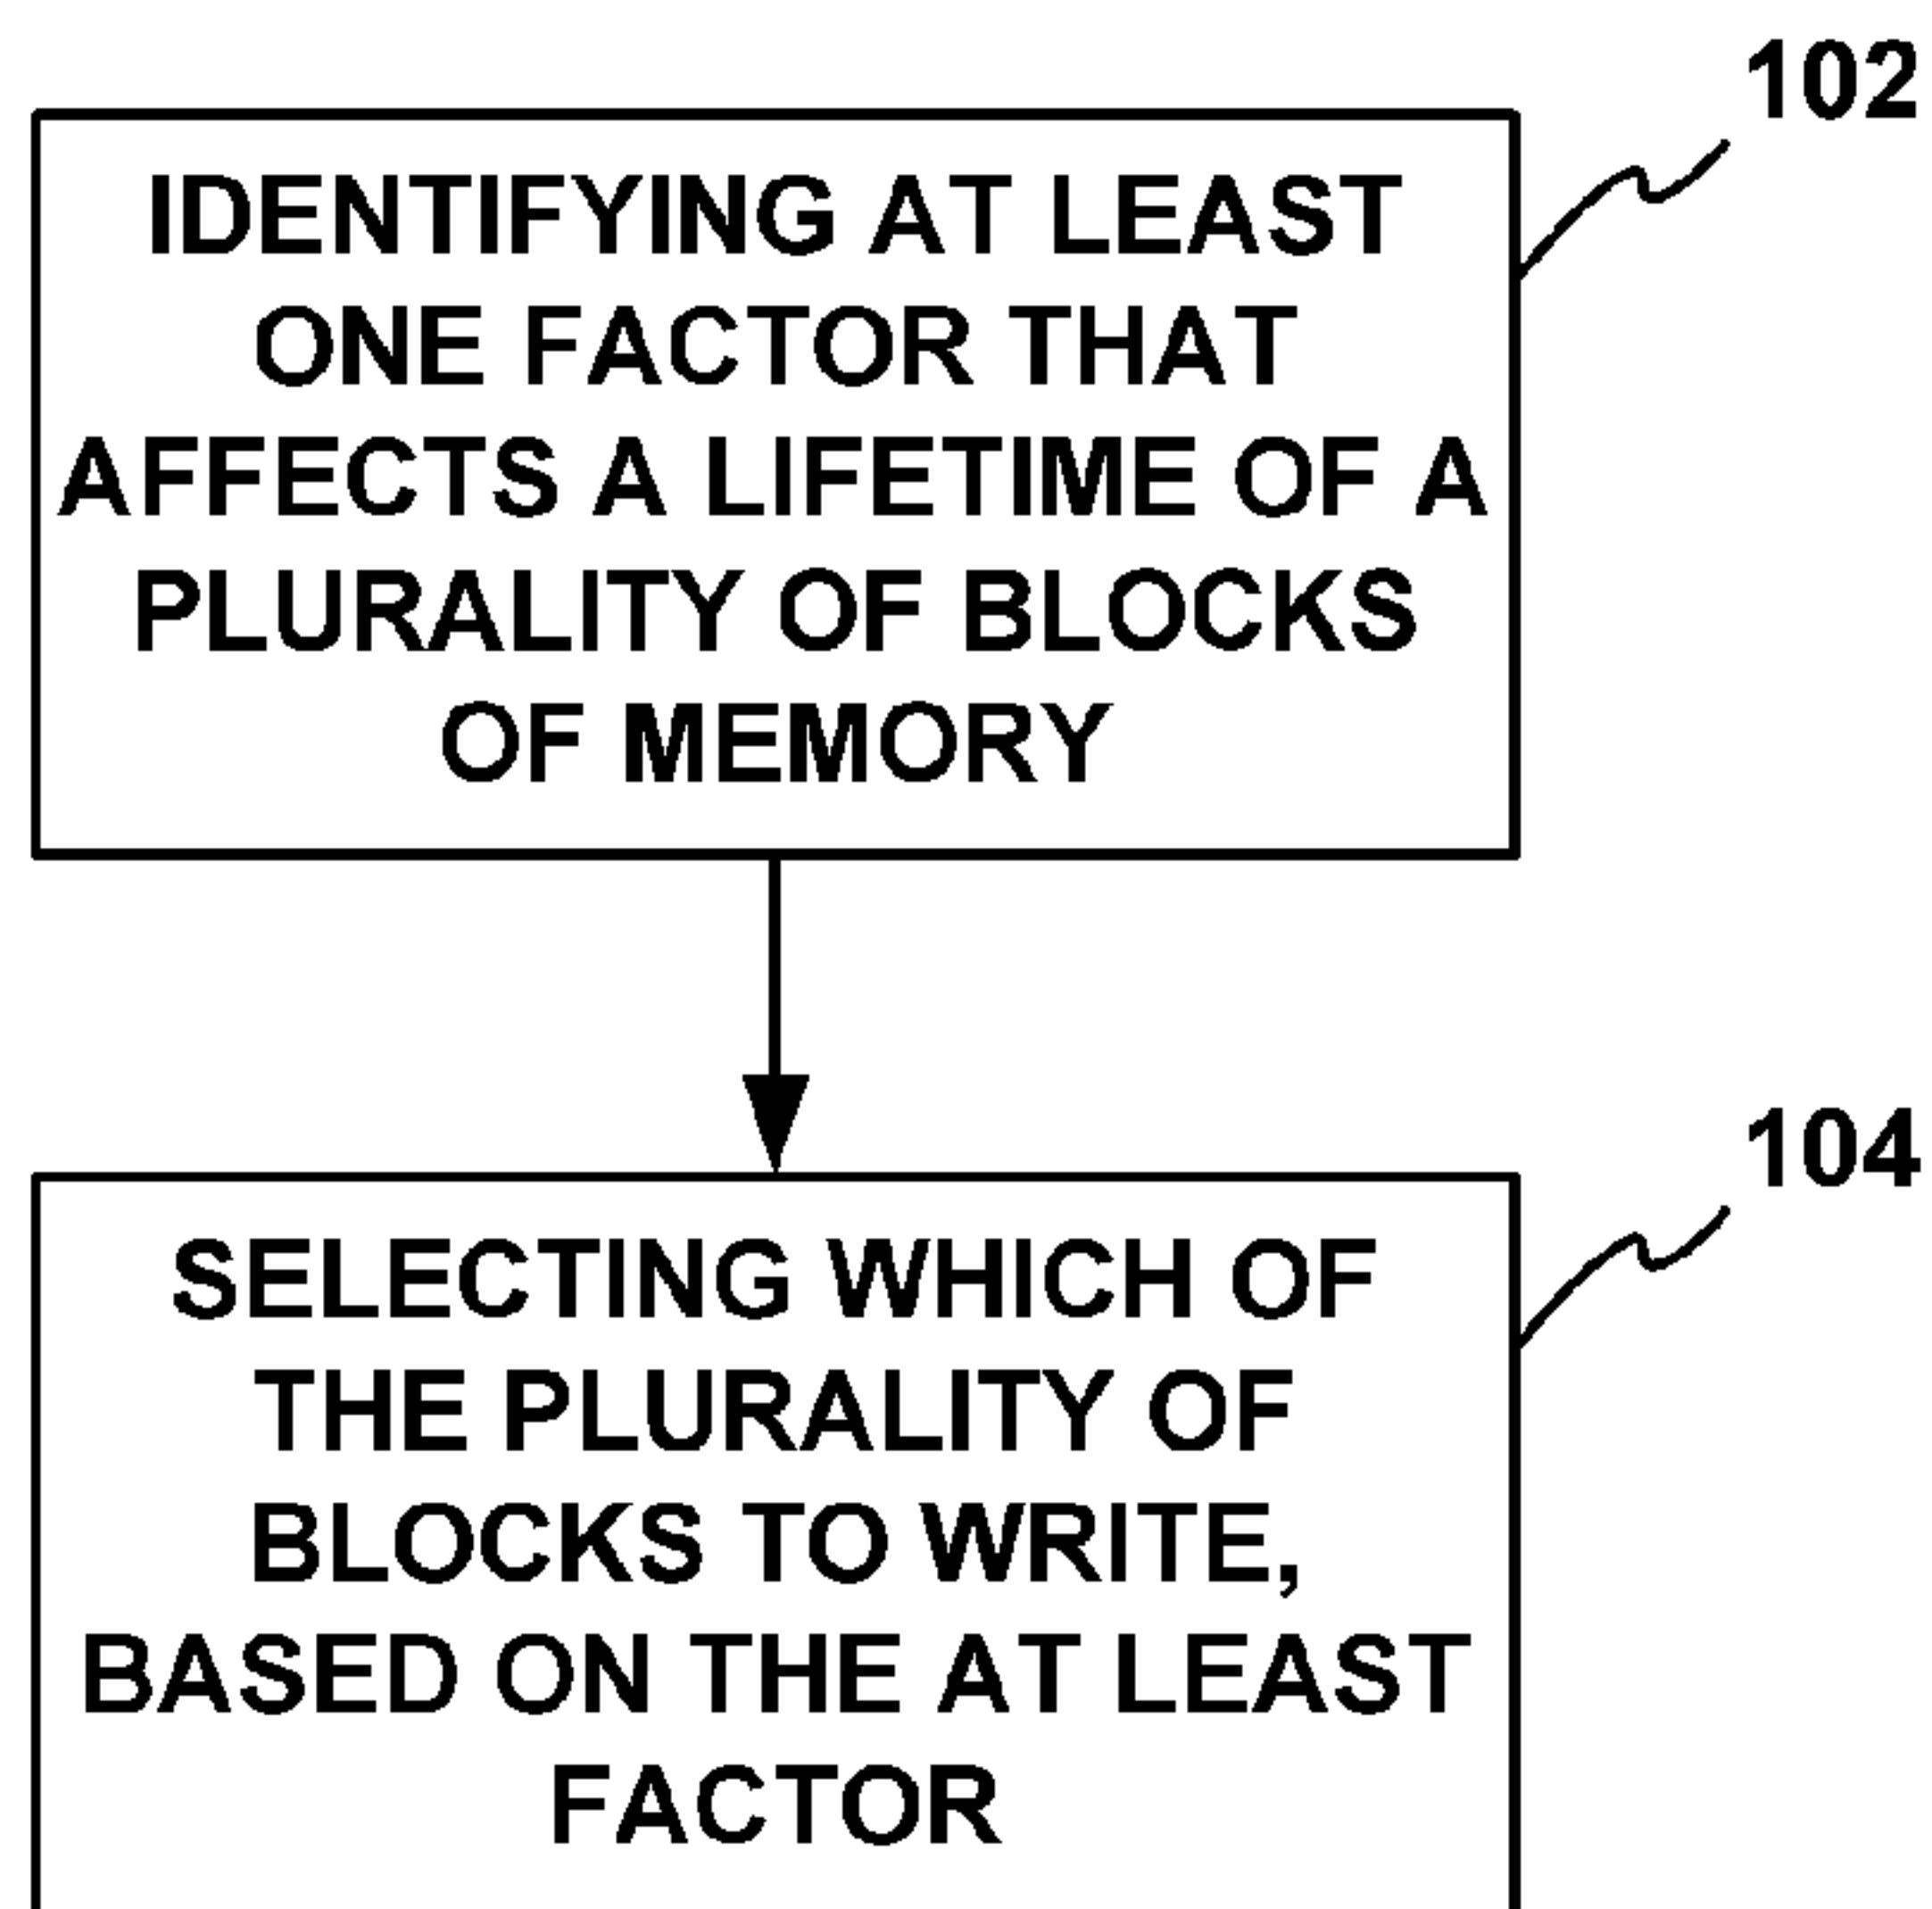 102
IDENTIFYING AT LEAST
ONE FACTOR THAT
AFFECTS A LIFETIME OF A
PLURALITY OF BLOCKS
OF MEMORY
104
SELECTING WHICH OF
THE PLURALITY OF
BLOCKS TO WRITE,
BASED ON THE AT LEAST
FACTOR